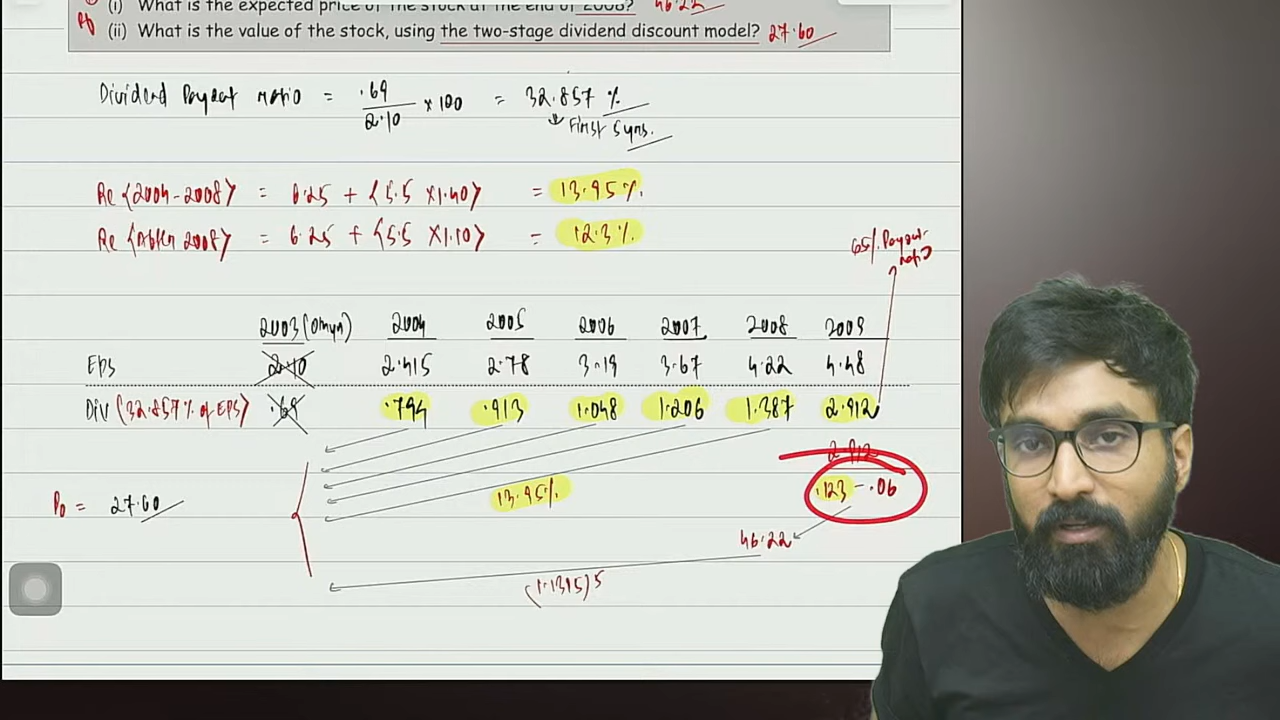 (i) What is the expected price of the stock at the end of 2008? 46.22
(ii) What is the value of the stock, using the two-stage dividend discount model? 27.60
Dividend Payout ratio = .69 / 2.10 × 100 = 32.857 %
First 5yrs.
Re {2004-2008} = 6.25 + {5.5 × 1.40} = 13.95%
Re {After 2008} = 6.25 + {5.5 × 1.10} = 12.3%
65% Payout ratio
2003 (0myn) 2004 2005 2006 2007 2008 2009
EPS 2.10 2.415 2.78 3.19 3.67 4.22 4.48
Div (32.857% of EPS) .69 .794 .913 1.048 1.206 1.387 2.912
2.912
.123 - .06
13.95%
P0 = 27.60
46.22
(1.1395)5